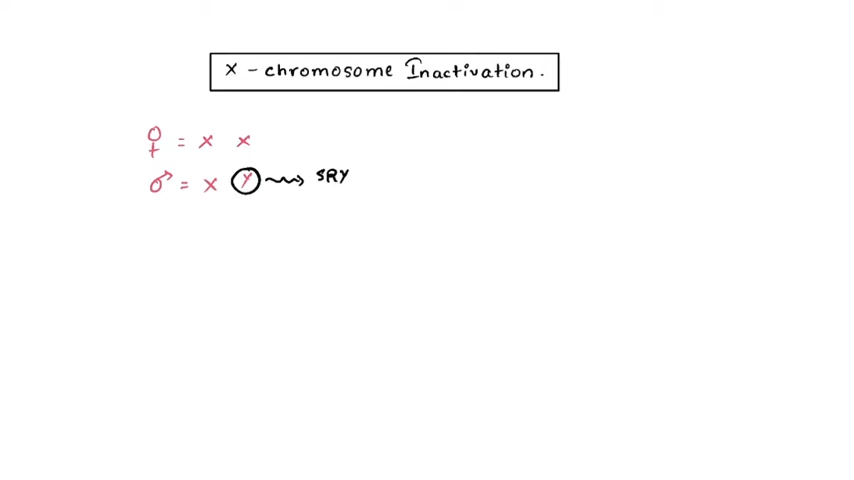 X - chromosome Inactivation.
♀ = X X
♂ = X Y SRY